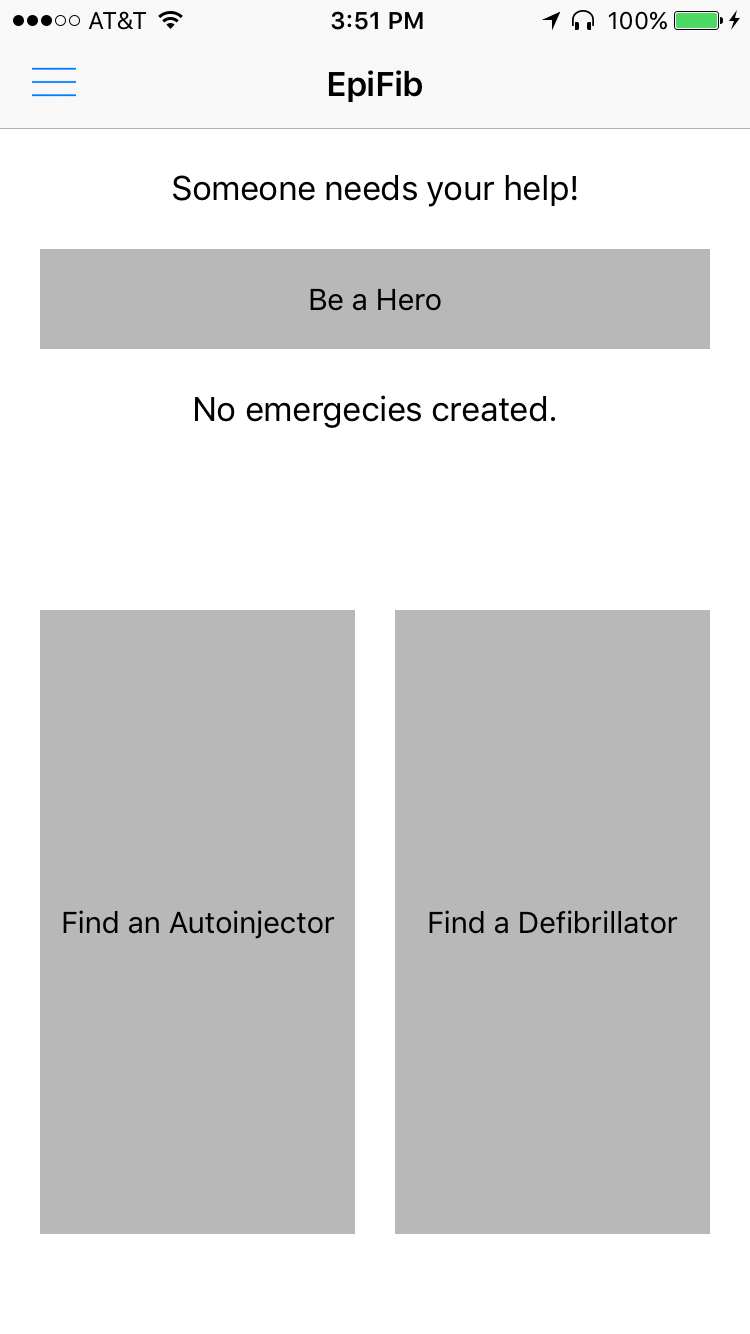 AT&T 3:51 PM 100%
EpiFib
Someone needs your help!
Be a Hero
No emergecies created.
Find an Autoinjector
Find a Defibrillator